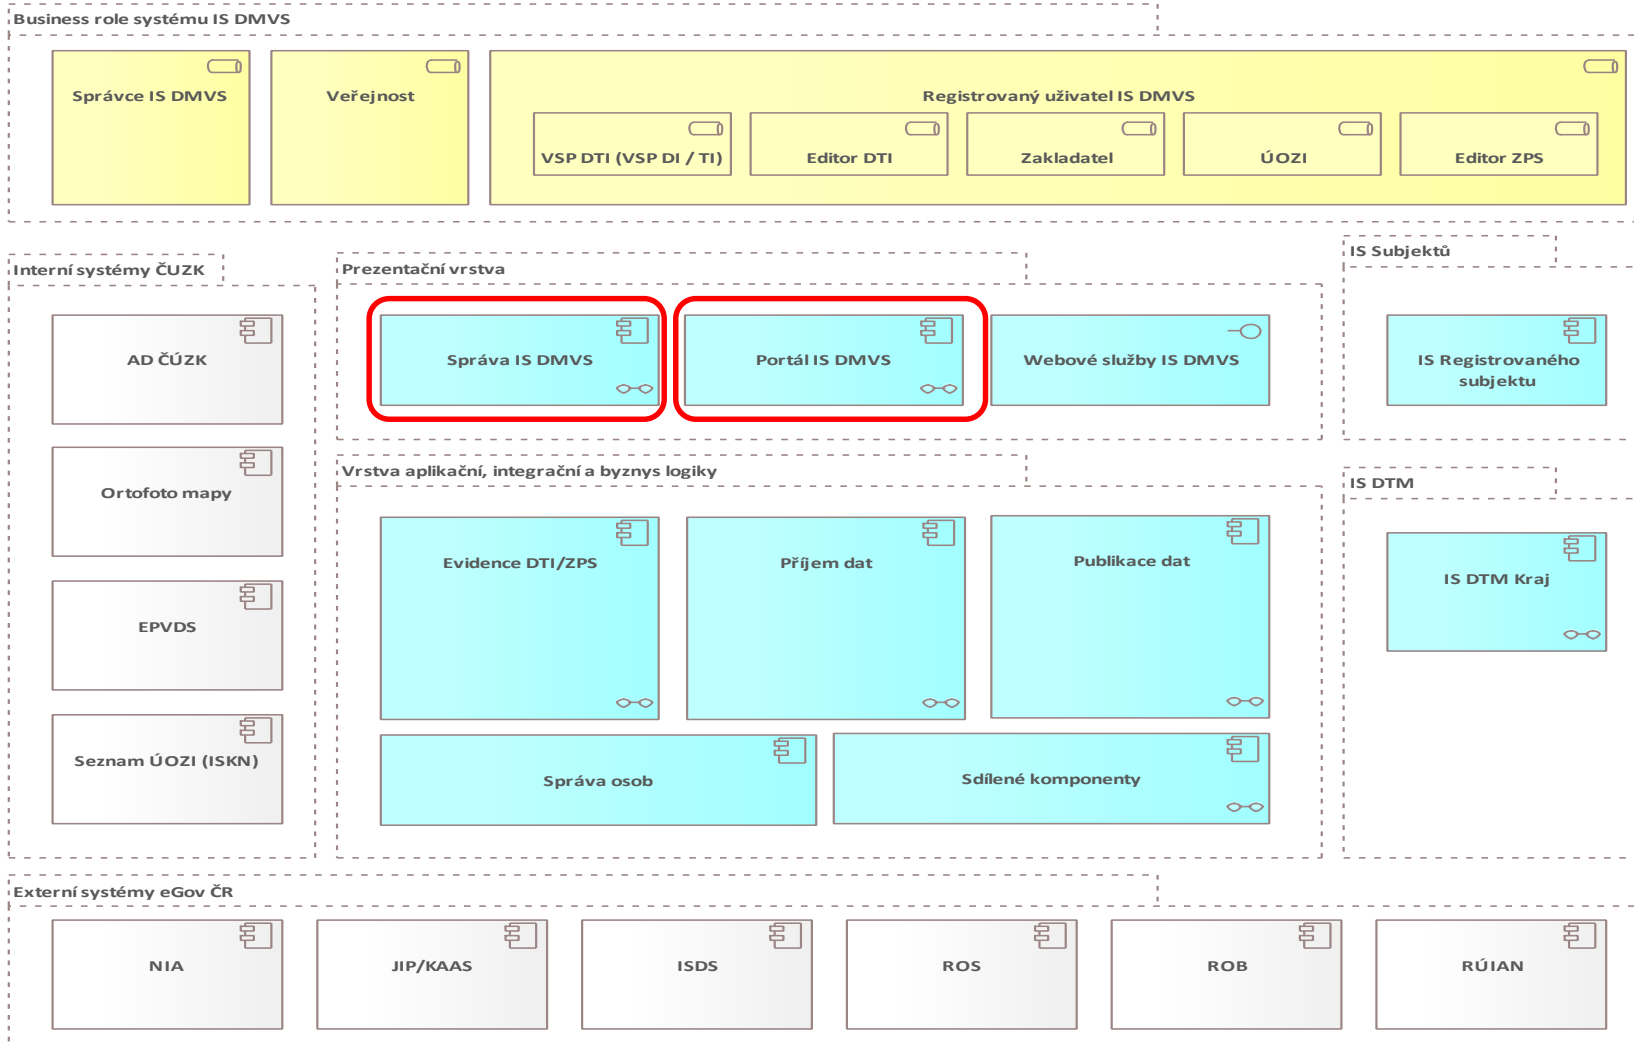 Business role systému IS DMVS
Správce IS DMVS
Veřejnost
Registrovaný uživatel IS DMVS
VSP DTI (VSP DI / TI)
Editor DTI
Zakladatel
ÚOZI
Editor ZPS
Interní systémy ČUZK
AD ČÚZK
Ortofoto mapy
EPVDS
Seznam ÚOZI (ISKN)
Prezentační vrstva
Správa IS DMVS
Portál IS DMVS
Webové služby IS DMVS
IS Subjektů
IS Registrovaného
subjektu
Vrstva aplikační, integrační a byznys logiky
Evidence DTI/ZPS
Příjem dat
Publikace dat
Správa osob
Sdílené komponenty
IS DTM
IS DTM Kraj
Externí systémy eGov ČR
NIA
JIP/KAAS
ISDS
ROS
ROB
RÚIAN